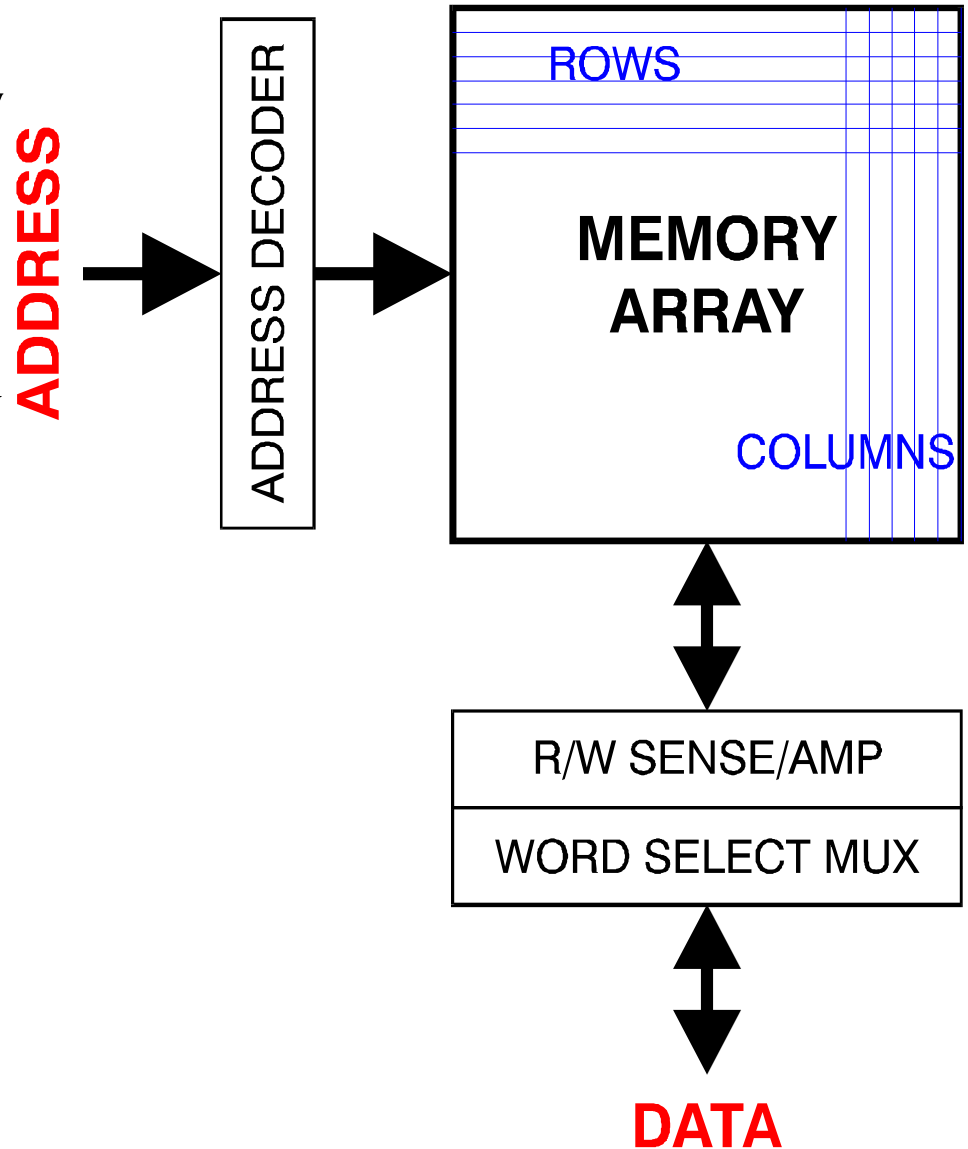 ADDRESS
ADDRESS DECODER
ROWS
MEMORY
ARRAY
COLUMNS
R/W SENSE/AMP
WORD SELECT MUX
DATA